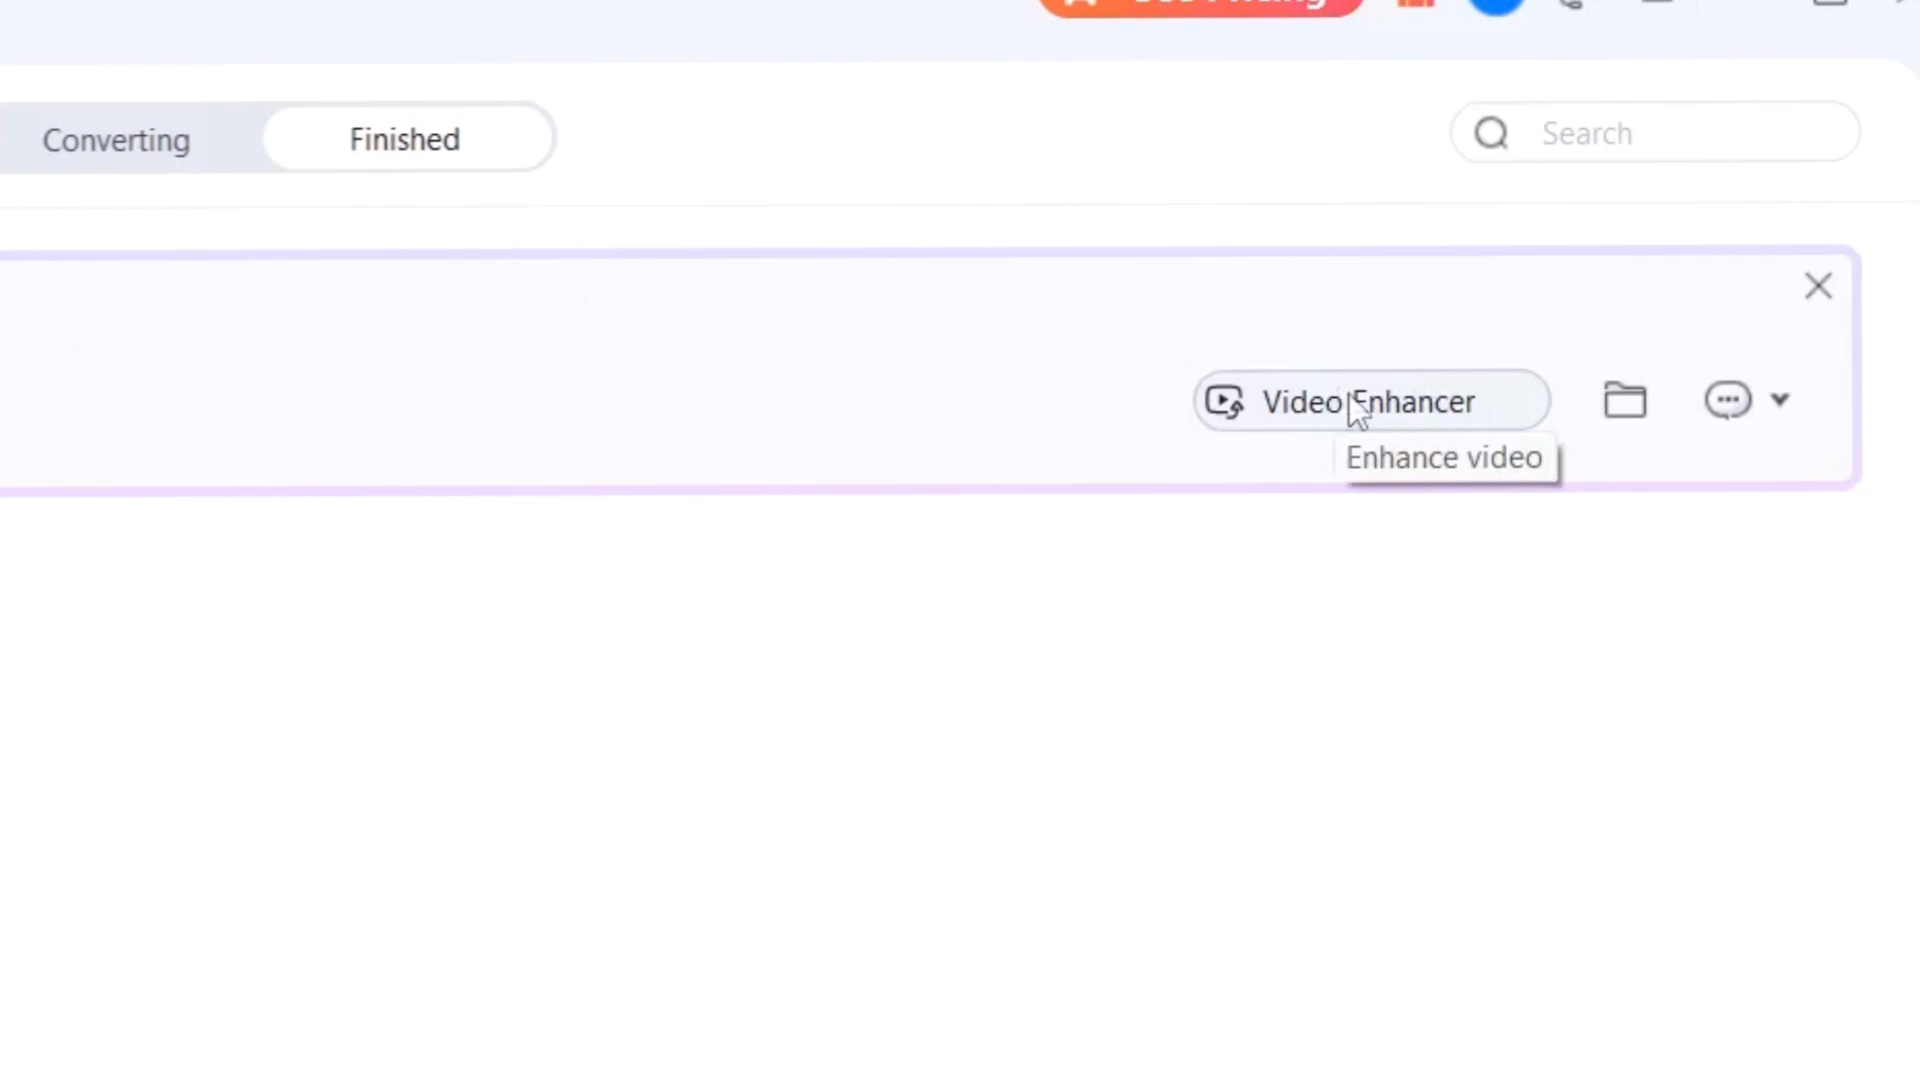 Converting
Finished
Search
Video Enhancer
Enhance video